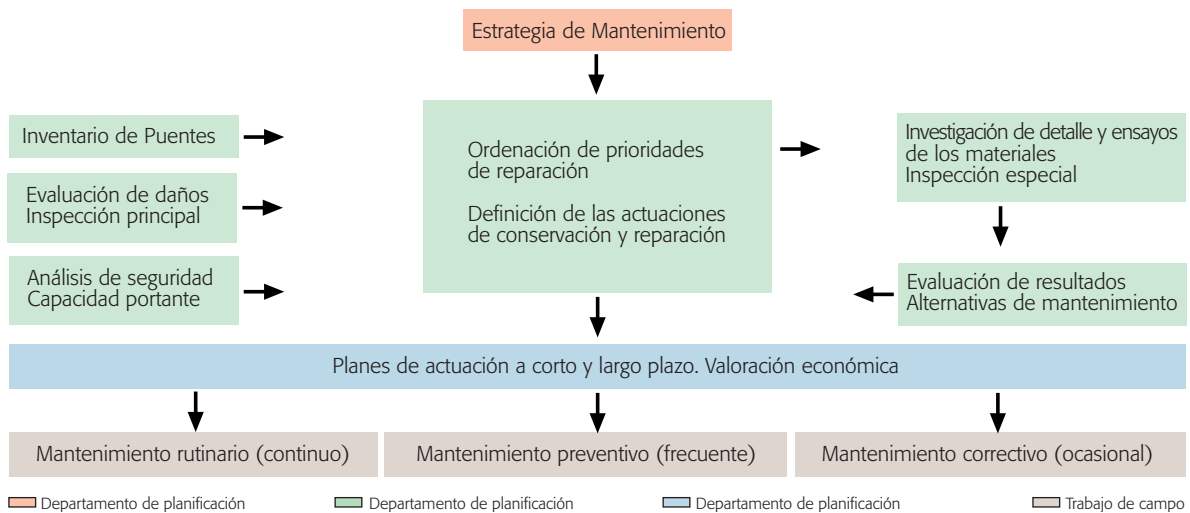 Estrategia de Mantenimiento
Inventario de Puentes
Evaluación de daños
Inspección principal
Análisis de seguridad
Capacidad portante
Ordenación de prioridades
de reparación
Definición de las actuaciones
de conservación y reparación
Investigación de detalle y ensayos
de los materiales
Inspección especial
Evaluación de resultados
Alternativas de mantenimiento
Planes de actuación a corto y largo plazo. Valoración económica
Mantenimiento rutinario (continuo)
Mantenimiento preventivo (frecuente)
Mantenimiento correctivo (ocasional)
Departamento de planificación
Departamento de planificación
Departamento de planificación
Trabajo de campo